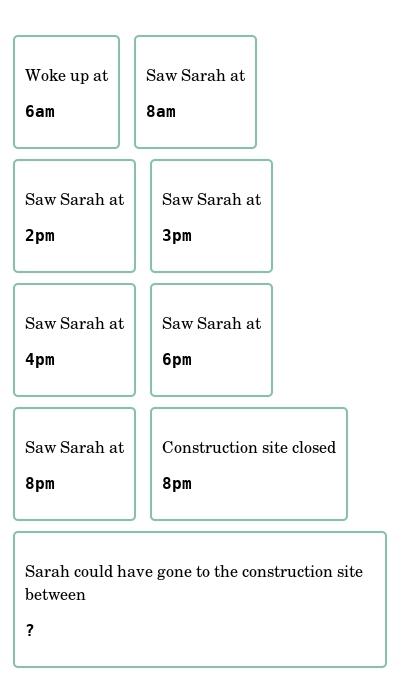 Woke up at
6am
Saw Sarah at
8am
Saw Sarah at
2pm
Saw Sarah at
3pm
Saw Sarah at
4pm
Saw Sarah at
6pm
Saw Sarah at
8pm
Construction site closed
8pm
Sarah could have gone to the construction site
between
?